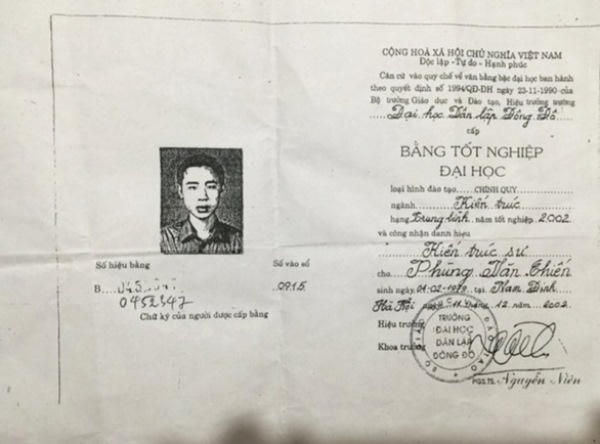 Số hiệu bằng
B
0452347
Chữ ký của người được cấp bằng
Số vào sổ
0915
CỘNG HOÀ XÃ HỘI CHỦ NGHĨA VIỆT NAM
Độc lập - Tự do - Hạnh phúc
Căn cứ vào quy chế về văn bằng bậc đại học ban hành
theo quyết định số 1994/QĐ-ĐH ngày 23-11-1990 của
Bộ trưởng Giáo dục và Đào tạo, Hiệu trưởng trường
Đại học Dân lập Đông Đô
cấp
BẰNG TỐT NGHIỆP
ĐẠI HỌC
loại hình đào tạo CHÍNH QUY
ngành Kiến trúc
hạng Trung bình năm tốt nghiệp 2002
và công nhận danh hiệu
Kiến trúc sư
cho Phùng Văn Thiến
sinh ngày 01-02-1979 tại Nam Định
Hà Nội ngày 11 tháng 12 năm 2002
Hiệu trưởng
Khoa trưởng
TRƯỜNG
ĐẠI HỌC
DÂN LẬP
ĐÔNG ĐÔ
PGS.TS. Nguyễn Niên